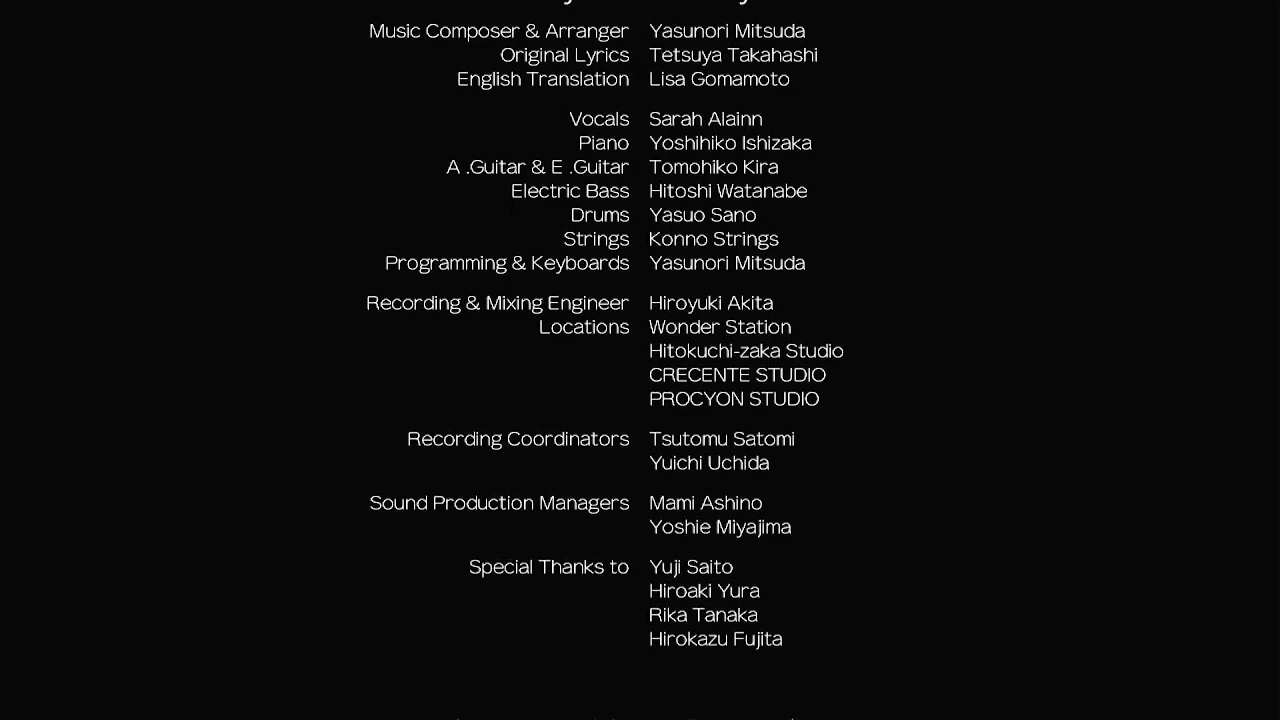 Music Composer & Arranger Yasunori Mitsuda
Original Lyrics Tetsuya Takahashi
English Translation Lisa Gomamoto
Vocals Sarah Alainn
Piano Yoshihiko Ishizaka
A .Guitar & E .Guitar Tomohiko Kira
Electric Bass Hitoshi Watanabe
Drums Yasuo Sano
Strings Konno Strings
Programming & Keyboards Yasunori Mitsuda
Recording & Mixing Engineer Hiroyuki Akita
Locations Wonder Station
Hitokuchi-zaka Studio
CRECENTE STUDIO
PROCYON STUDIO
Recording Coordinators Tsutomu Satomi
Yuichi Uchida
Sound Production Managers Mami Ashino
Yoshie Miyajima
Special Thanks to Yuji Saito
Hiroaki Yura
Rika Tanaka
Hirokazu Fujita